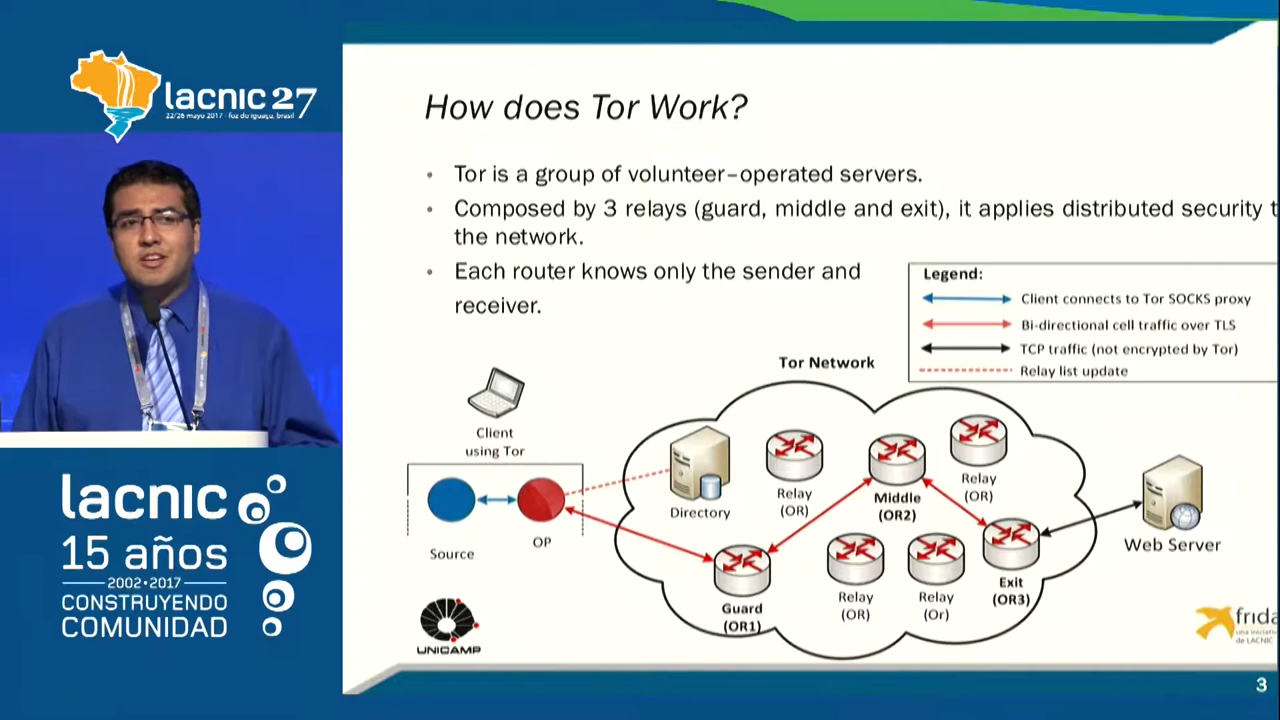 lacnic 27
22/26 mayo 2017 - foz do iguaçu, brasil
lacnic
15 años
2002•2017
CONSTRUYENDO
COMUNIDAD
How does Tor Work?
• Tor is a group of volunteer–operated servers.
• Composed by 3 relays (guard, middle and exit), it applies distributed security t
the network.
• Each router knows only the sender and
receiver.
Legend:
Client connects to Tor SOCKS proxy
Bi-directional cell traffic over TLS
TCP traffic (not encrypted by Tor)
Relay list update
Tor Network
Client
using Tor
Source
OP
Directory
Relay
(OR)
Middle
(OR2)
Relay
(OR)
Guard
(OR1)
Relay
(OR)
Relay
(Or)
Exit
(OR3)
Web Server
UNICAMP
frida
una iniciativ
de LACNIC
3